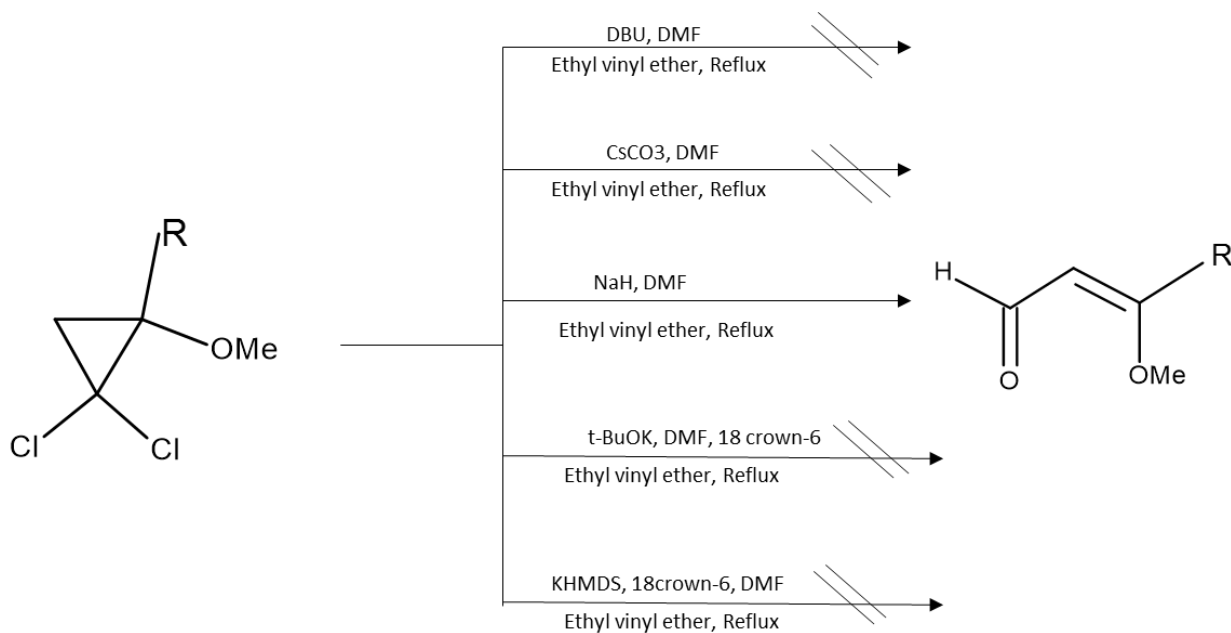 DBU, DMF
Ethyl vinyl ether, Reflux
CsCO3, DMF
Ethyl vinyl ether, Reflux
R
OMe
Cl
Cl
NaH, DMF
Ethyl vinyl ether, Reflux
H
R
O
OMe
t-BuOK, DMF, 18 crown-6
Ethyl vinyl ether, Reflux
KHMDS, 18crown-6, DMF
Ethyl vinyl ether, Reflux